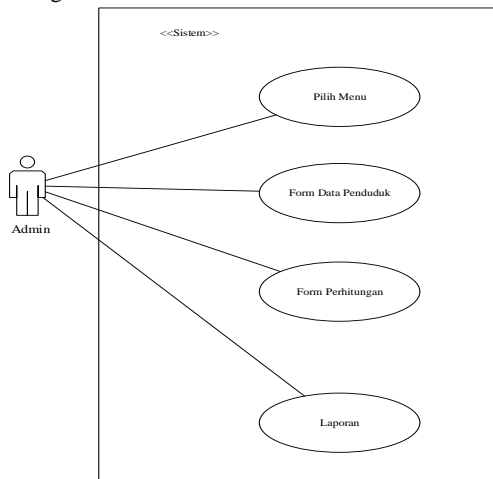 <<Sistem>>
Pilih Menu
Form Data Penduduk
Admin
Form Perhitungan
Laporan